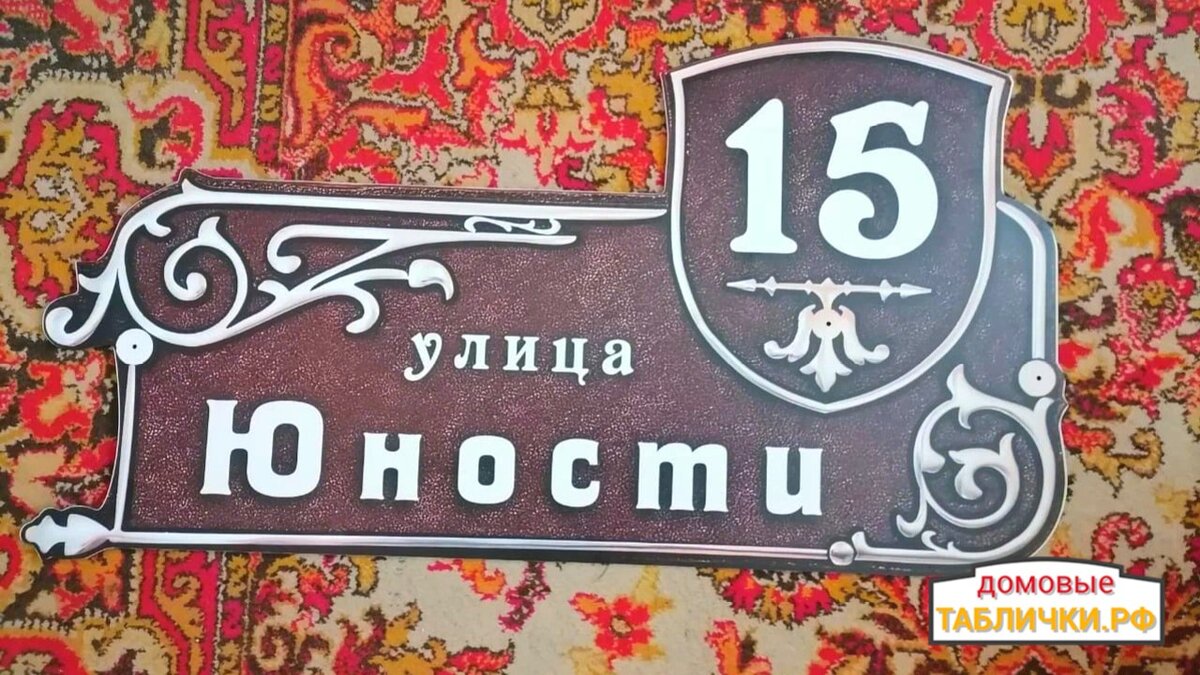 15
улица
Юности
ДОМОВЫЕ
ТАБЛИЧКИ.РФ